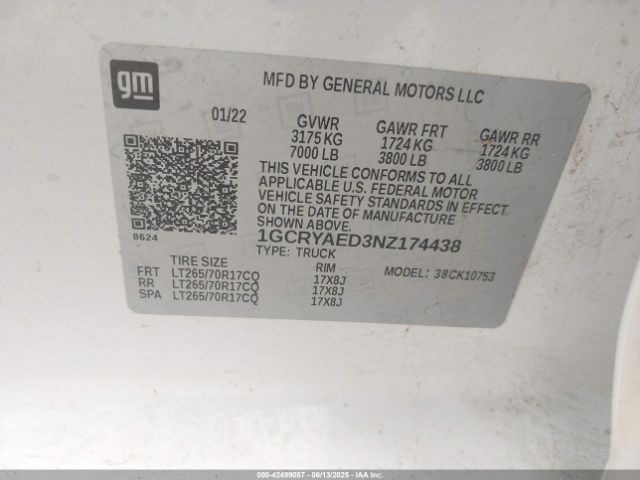 gm
MFD BY GENERAL MOTORS LLC
01/22
GVWR GAWR FRT GAWR RR
3175 KG 1724 KG 1724 KG
7000 LB 3800 LB 3800 LB
THIS VEHICLE CONFORMS TO ALL
APPLICABLE U.S. FEDERAL MOTOR
VEHICLE SAFETY STANDARDS IN EFFECT
ON THE DATE OF MANUFACTURE
SHOWN ABOVE.
8624
1GCRYAED3NZ174438
TYPE: TRUCK
TIRE SIZE RIM
FRT LT265/70R17CQ 17X8J
RR LT265/70R17CQ 17X8J
SPA LT265/70R17CQ 17X8J
MODEL: 38CK10753
000-42499087 - 06/13/2025 - IAA Inc.